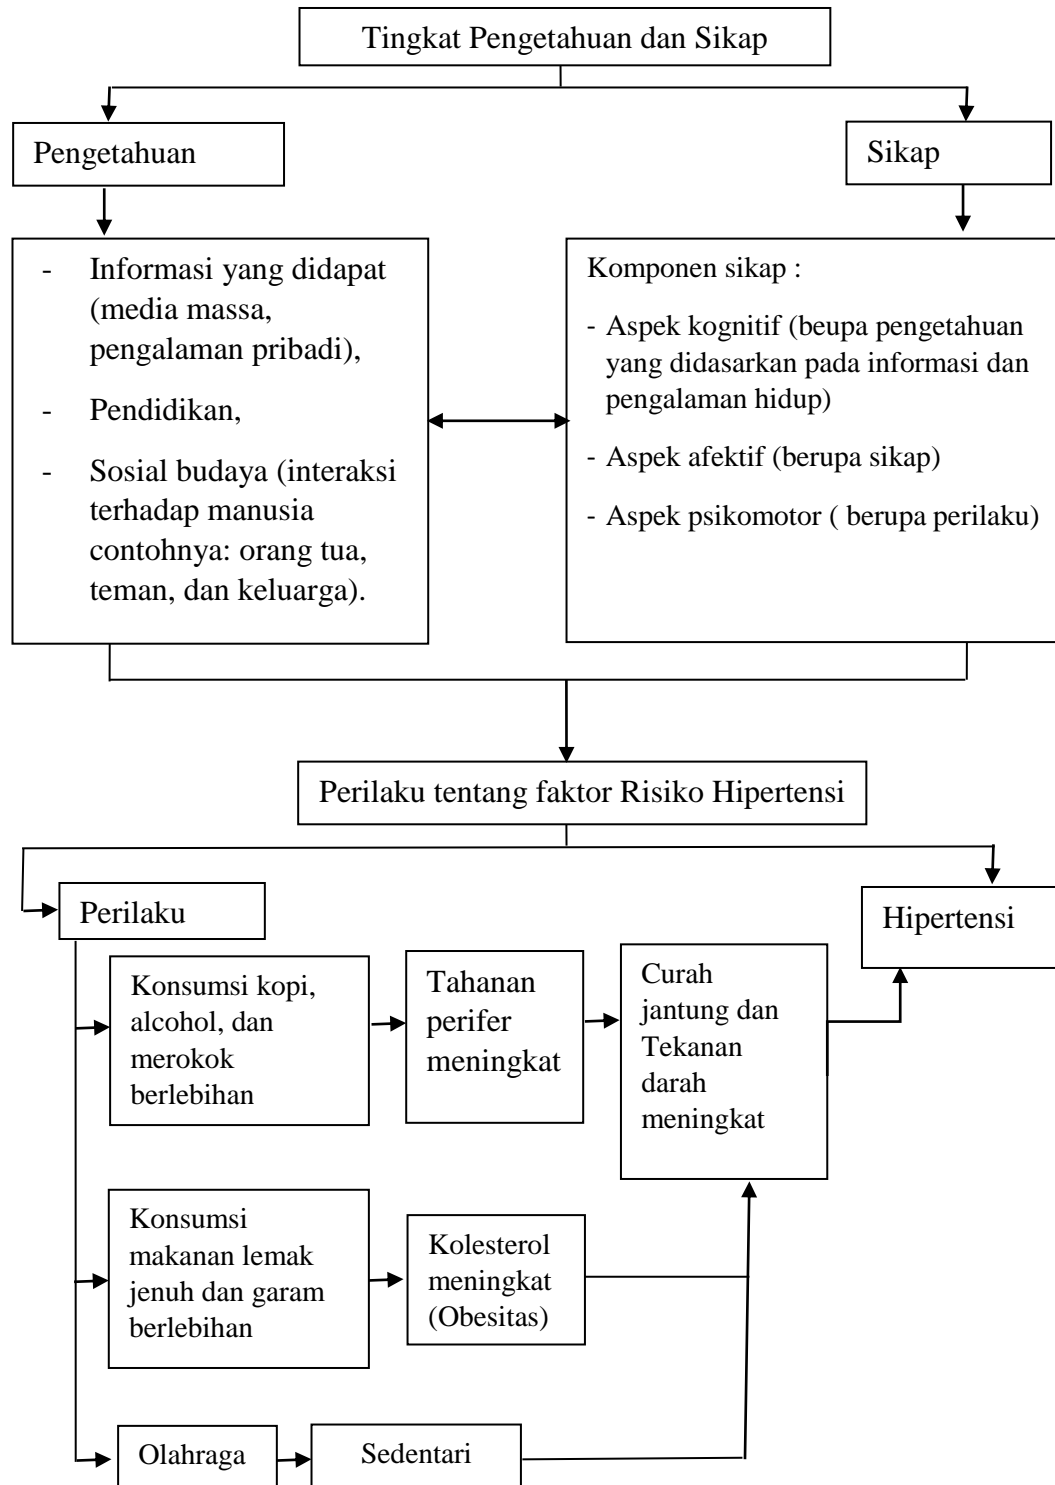 Tingkat Pengetahuan dan Sikap
Pengetahuan
Sikap
- Informasi yang didapat
(media massa,
pengalaman pribadi),
- Pendidikan,
- Sosial budaya (interaksi
terhadap manusia
contohnya: orang tua,
teman, dan keluarga).
Komponen sikap :
- Aspek kognitif (beupa pengetahuan
yang didasarkan pada informasi dan
pengalaman hidup)
- Aspek afektif (berupa sikap)
- Aspek psikomotor ( berupa perilaku)
Perilaku tentang faktor Risiko Hipertensi
Perilaku
Hipertensi
Konsumsi kopi,
alcohol, dan
merokok
berlebihan
Tahanan
perifer
meningkat
Curah
jantung dan
Tekanan
darah
meningkat
Konsumsi
makanan lemak
jenuh dan garam
berlebihan
Kolesterol
meningkat
(Obesitas)
Olahraga
Sedentari